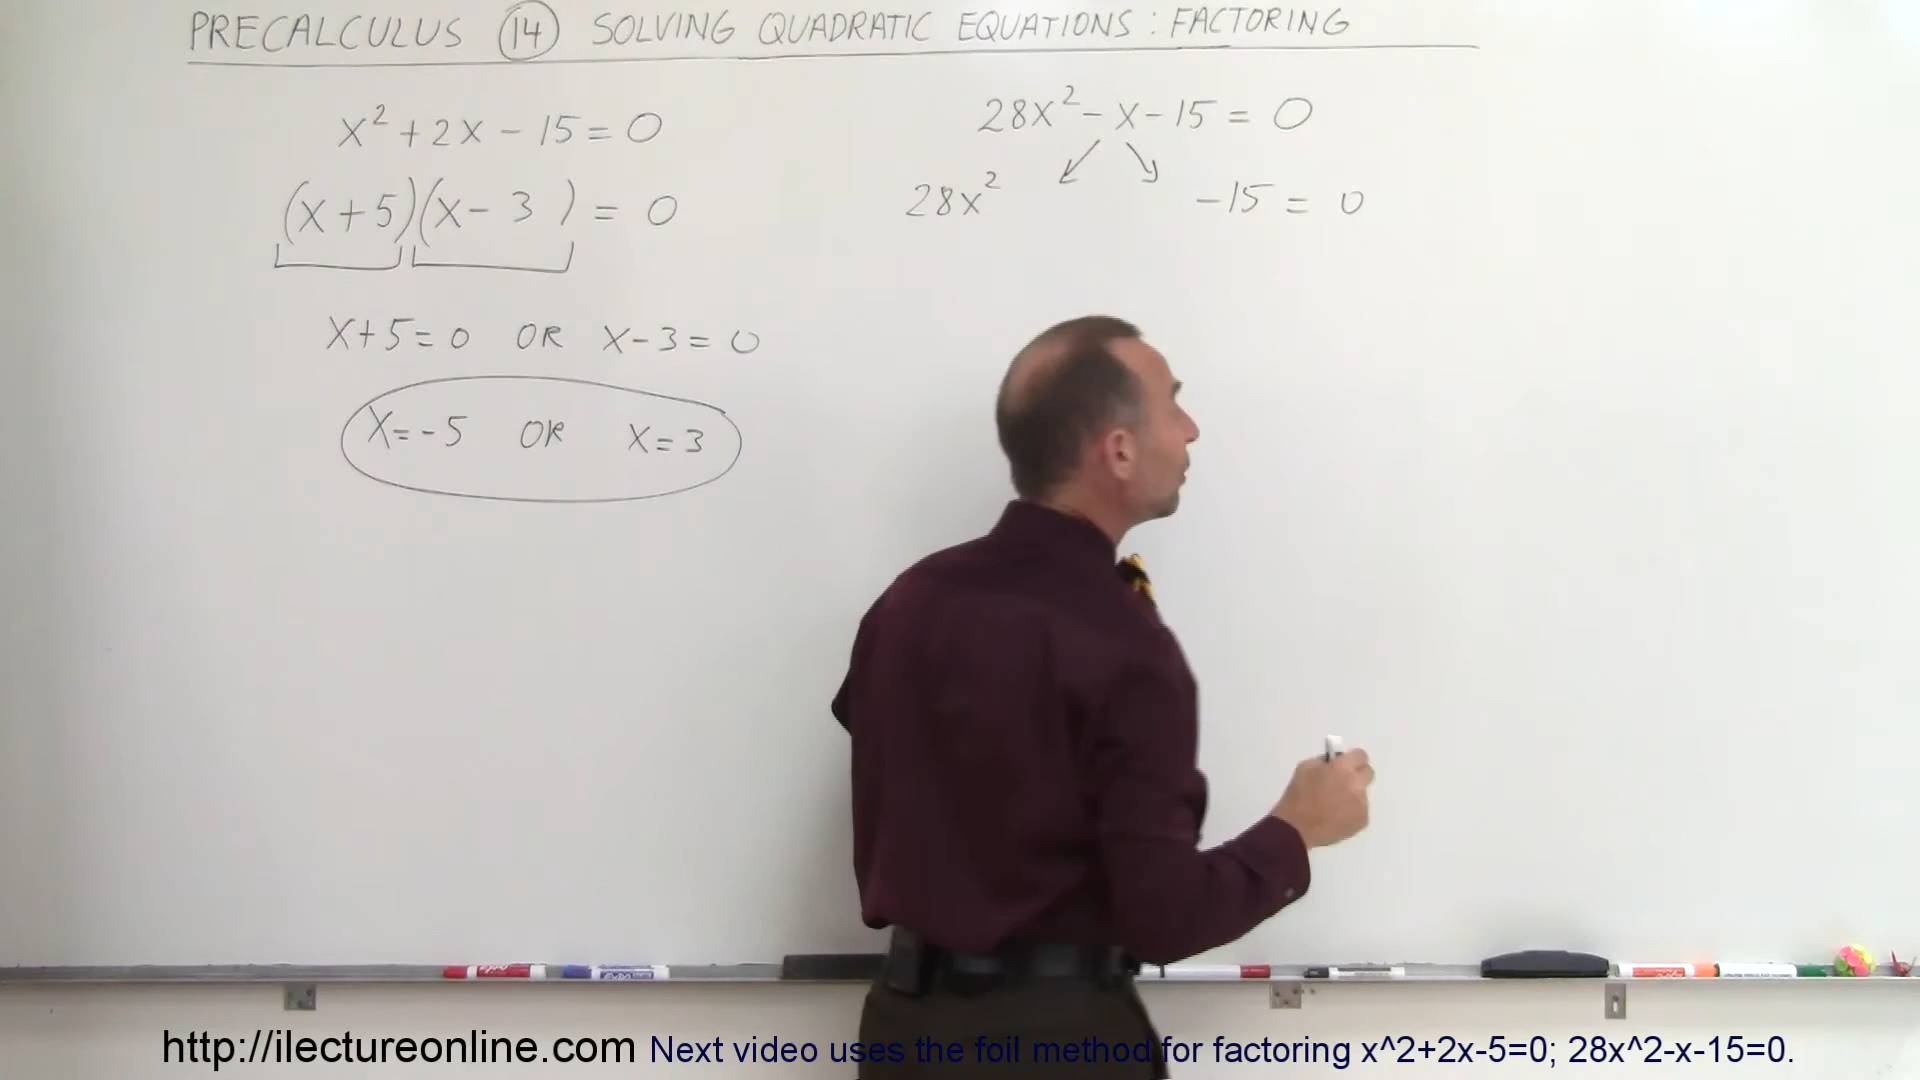 PRECALCULUS 14 SOLVING QUADRATIC EQUATIONS : FACTORING
x² + 2x - 15 = 0
(x + 5)(x - 3) = 0
x + 5 = 0 OR x - 3 = 0
x = -5 OR x = 3
28x² - x - 15 = 0
28x² -15 = 0
http://ilectureonline.com Next video uses the foil method for factoring x^2+2x-5=0; 28x^2-x-15=0.